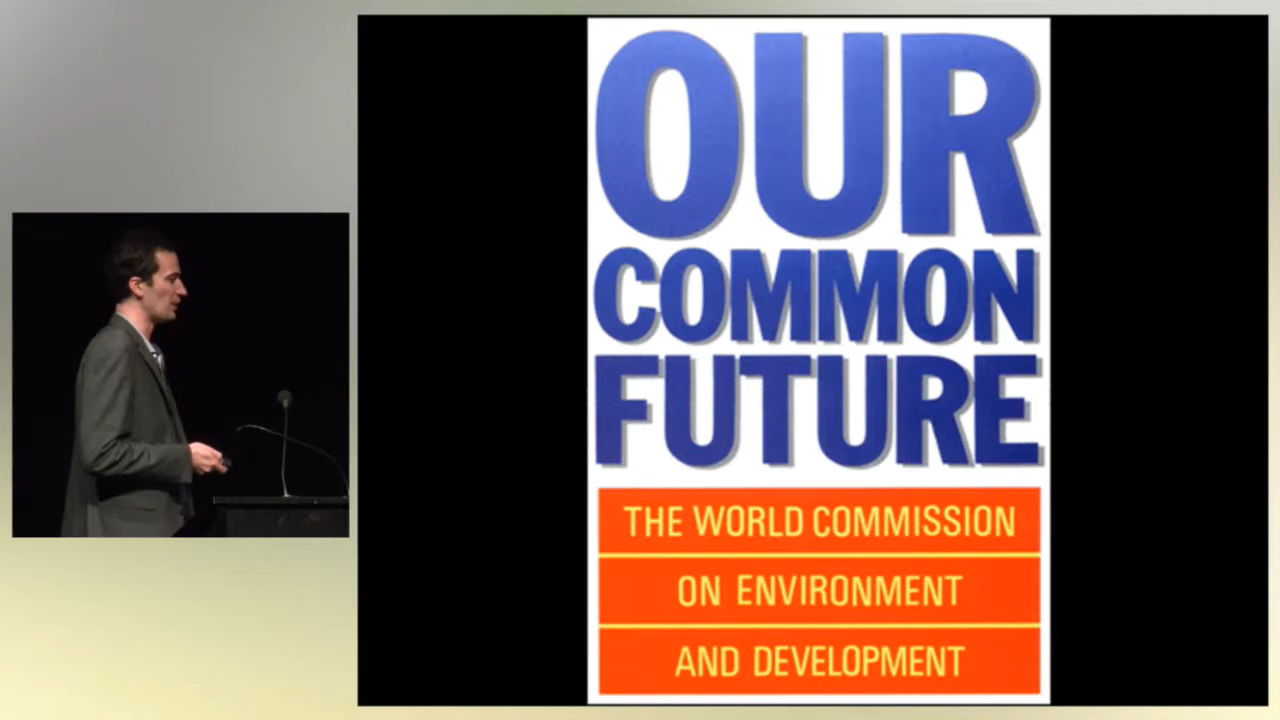 OUR
COMMON
FUTURE
THE WORLD COMMISSION
ON ENVIRONMENT
AND DEVELOPMENT